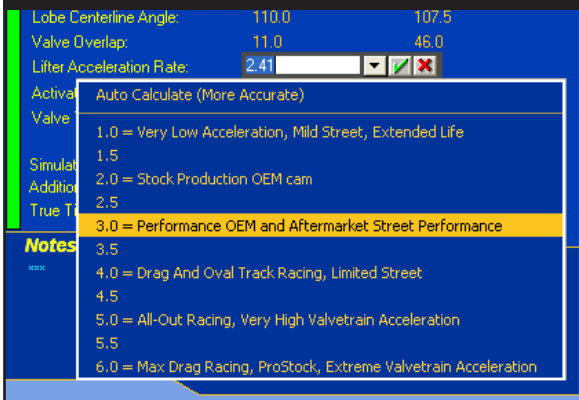 Lobe Centerline Angle: 110.0 107.5
Valve Overlap: 11.0 46.0
Lifter Acceleration Rate: 2.41
Activa
Auto Calculate (More Accurate)
Valve
1.0 = Very Low Acceleration, Mild Street, Extended Life
1.5
Simulat
2.0 = Stock Production OEM cam
Additio
2.5
True Ti
3.0 = Performance OEM and Aftermarket Street Performance
Notes
3.5
***
4.0 = Drag And Oval Track Racing, Limited Street
4.5
5.0 = All-Out Racing, Very High Valvetrain Acceleration
5.5
6.0 = Max Drag Racing, ProStock, Extreme Valvetrain Acceleration